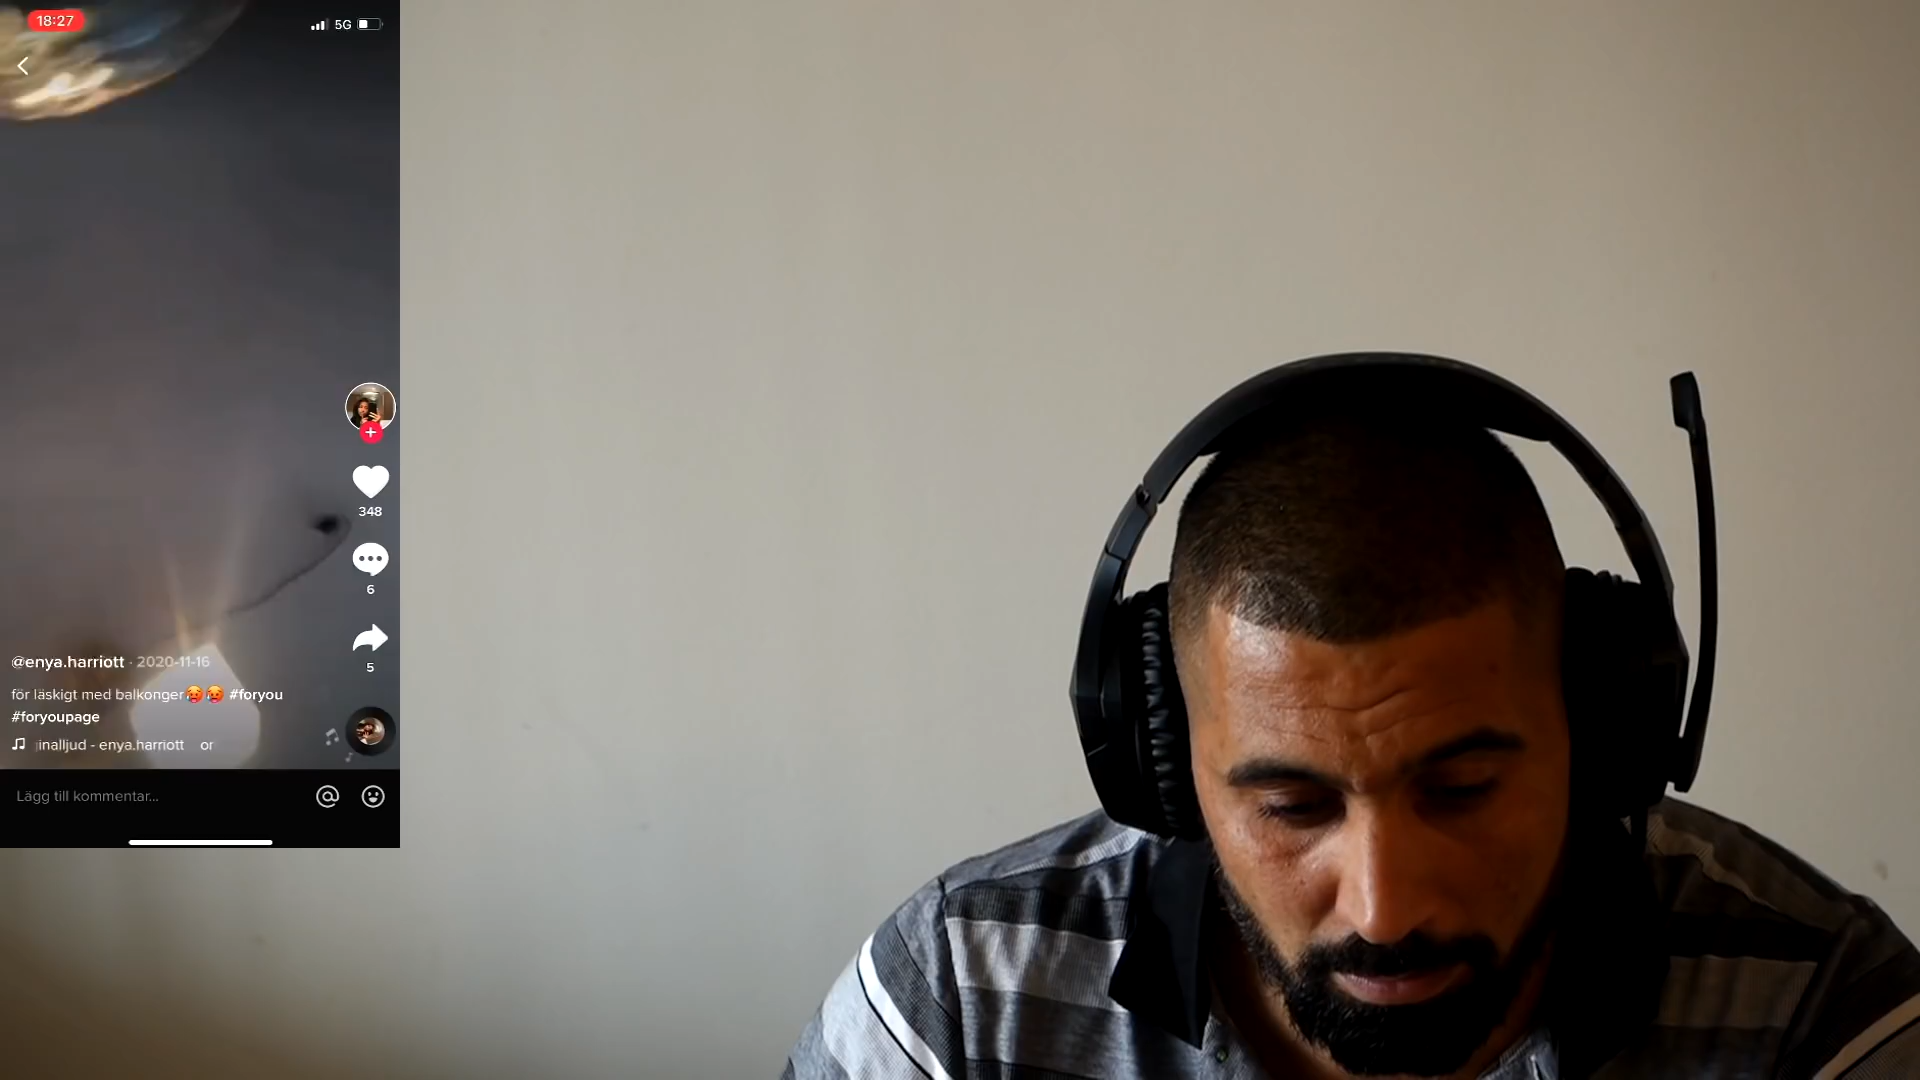 18:27
5G
348
6
5
@enya.harriott · 2020-11-16
för läskigt med balkonger🥵🥵 #foryou
#foryoupage
inalljud - enya.harriott or
Lägg till kommentar...